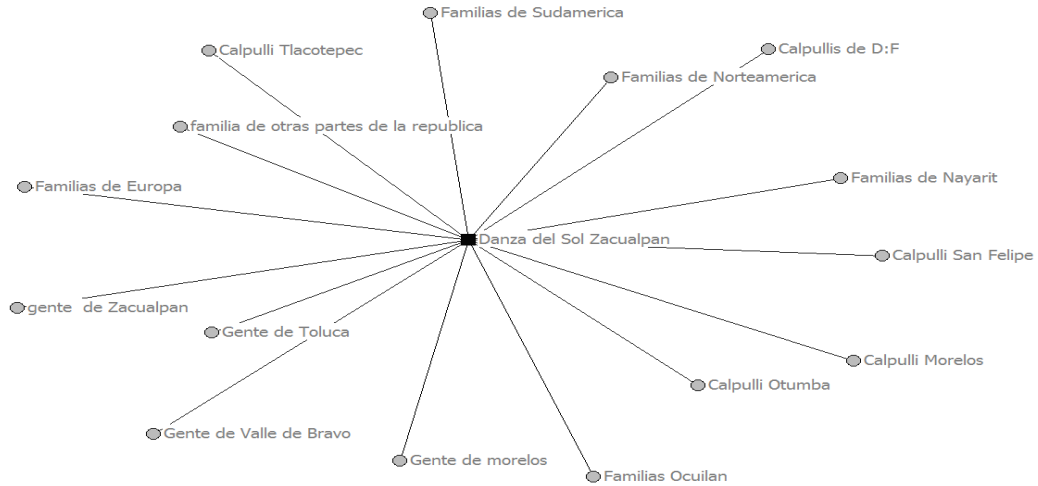 Familias de Sudamerica
Calpulli Tlacotepec
Calpullis de D:F
Familias de Norteamerica
.familia de otras partes de la republica
Familias de Nayarit
Familias de Europa
Danza del Sol Zacualpan
Calpulli San Felipe
gente  de Zacualpan
Gente de Toluca
Calpulli Morelos
Calpulli Otumba
Gente de Valle de Bravo
Gente de morelos
Familias Ocuilan